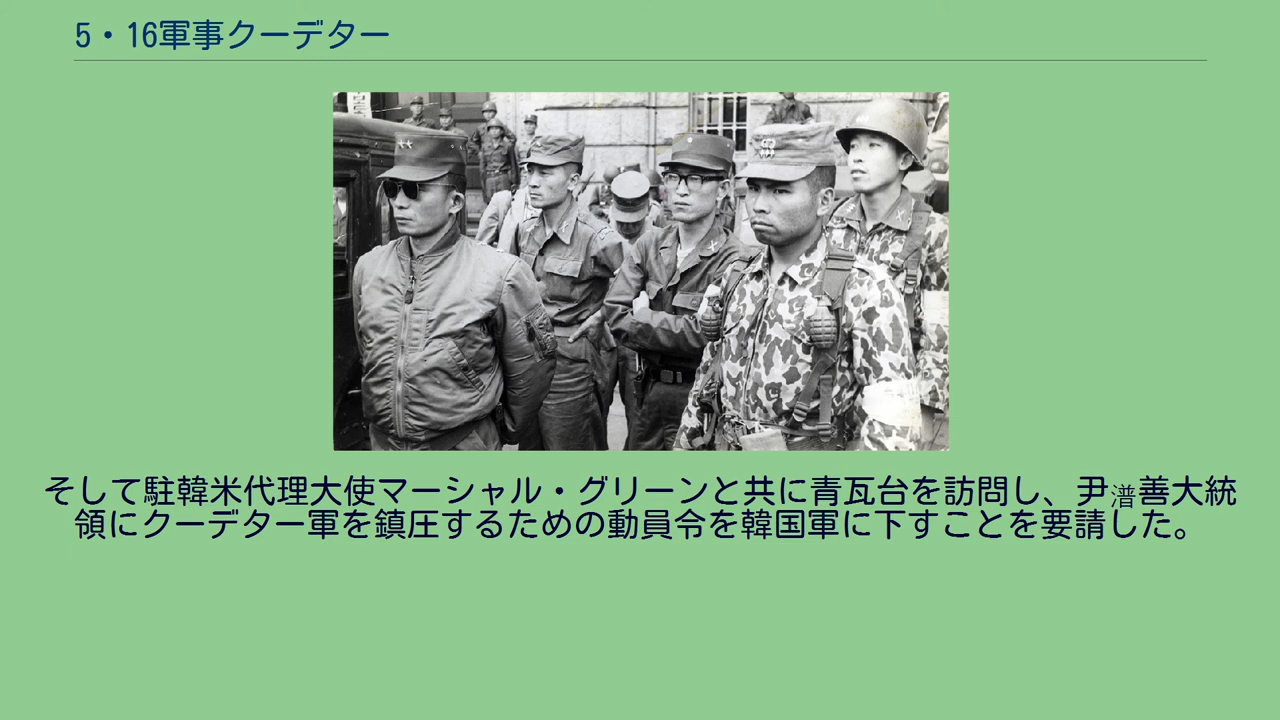 5・16軍事クーデター
そして駐韓米代理大使マーシャル・グリーンと共に青瓦台を訪問し、尹潽善大統
領にクーデター軍を鎮圧するための動員令を韓国軍に下すことを要請した。